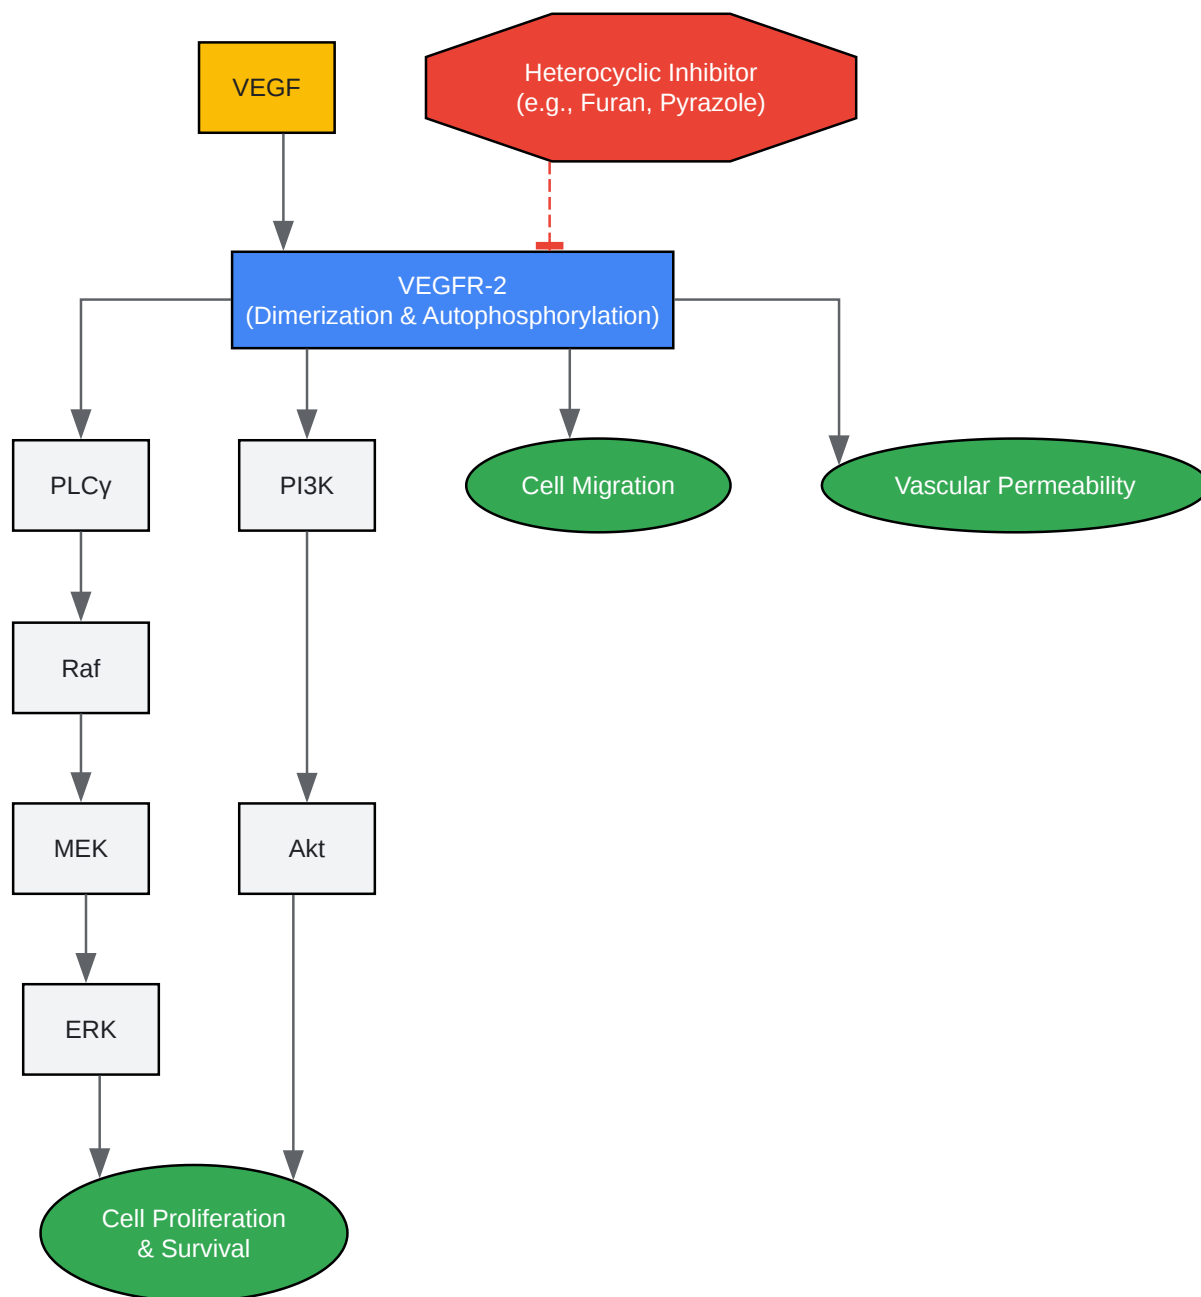 VEGF
Heterocyclic Inhibitor
(e.g., Furan, Pyrazole)
VEGFR-2
(Dimerization & Autophosphorylation)
PLCγ
PI3K
Cell Migration
Vascular Permeability
Raf
MEK
Akt
ERK
Cell Proliferation
& Survival